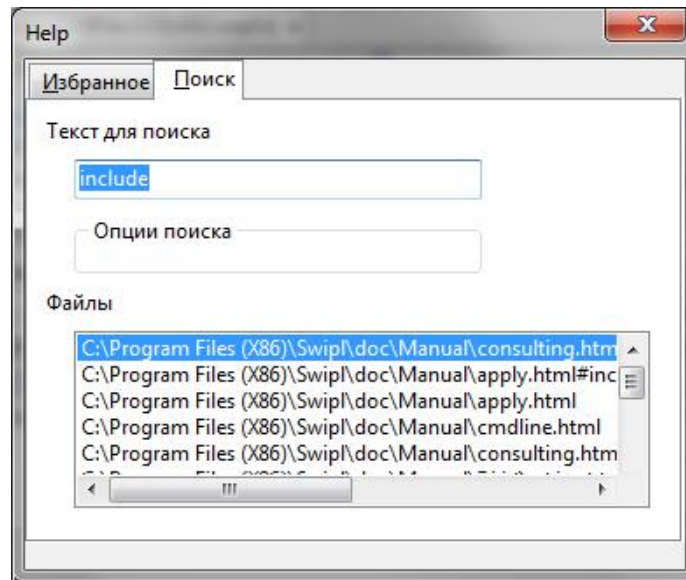 Help
Избранное Поиск
Текст для поиска
include
Опции поиска
Файлы
C:\Program Files (X86)\Swipl\doc\Manual\consulting.htm
C:\Program Files (X86)\Swipl\doc\Manual\apply.html#inc
C:\Program Files (X86)\Swipl\doc\Manual\apply.html
C:\Program Files (X86)\Swipl\doc\Manual\cmdline.html
C:\Program Files (X86)\Swipl\doc\Manual\consulting.htm